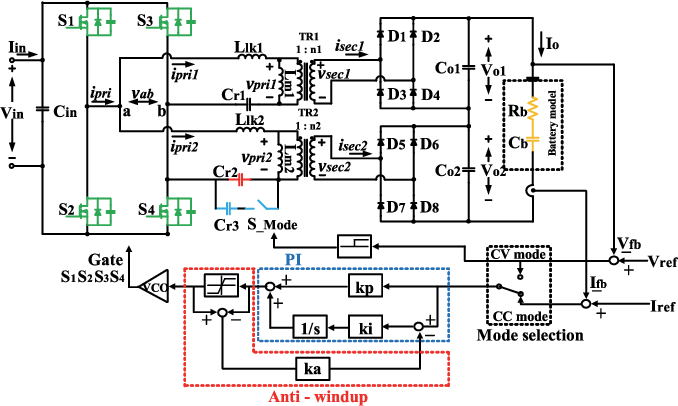 S1
S3
Llk1
TR1
1 : n1
isec1
D1
D2
Io
Iin
ipri1
vpri1
Lm1
vsec1
Co1
Vo1
+
−
ipri
vab
a
b
Cr1
D3
D4
Vin
Cin
Llk2
TR2
1 : n2
Rb
Cb
Battery model
ipri2
vpri2
Lm2
isec2
vsec2
D5
D6
Co2
Vo2
Cr2
S2
S4
Cr3
S_Mode
D7
D8
Vfb
Vref
Gate
S1S2S3S4
PI
CV mode
Ifb
VCO
kp
CC mode
Iref
1/s
ki
Mode selection
ka
Anti - windup